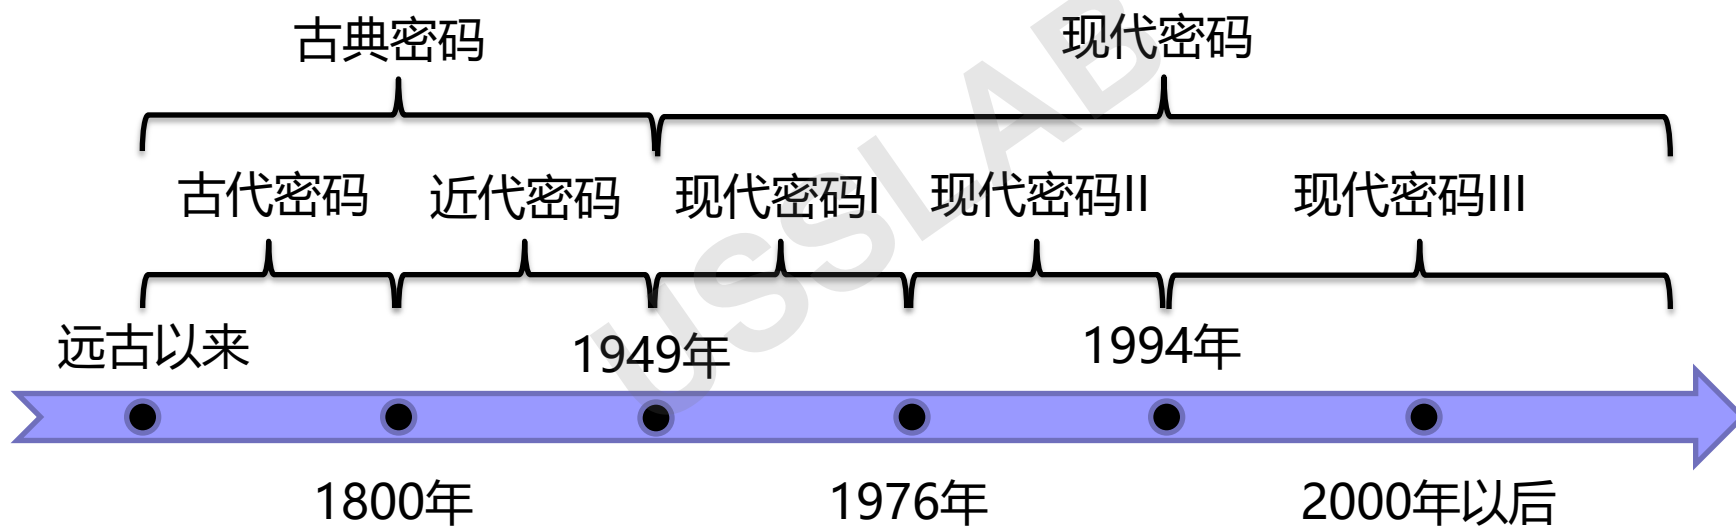 古典密码
现代密码
古代密码
近代密码
现代密码I
现代密码II
现代密码III
远古以来
1949年
1994年
1800年
1976年
2000年以后
USSLAB